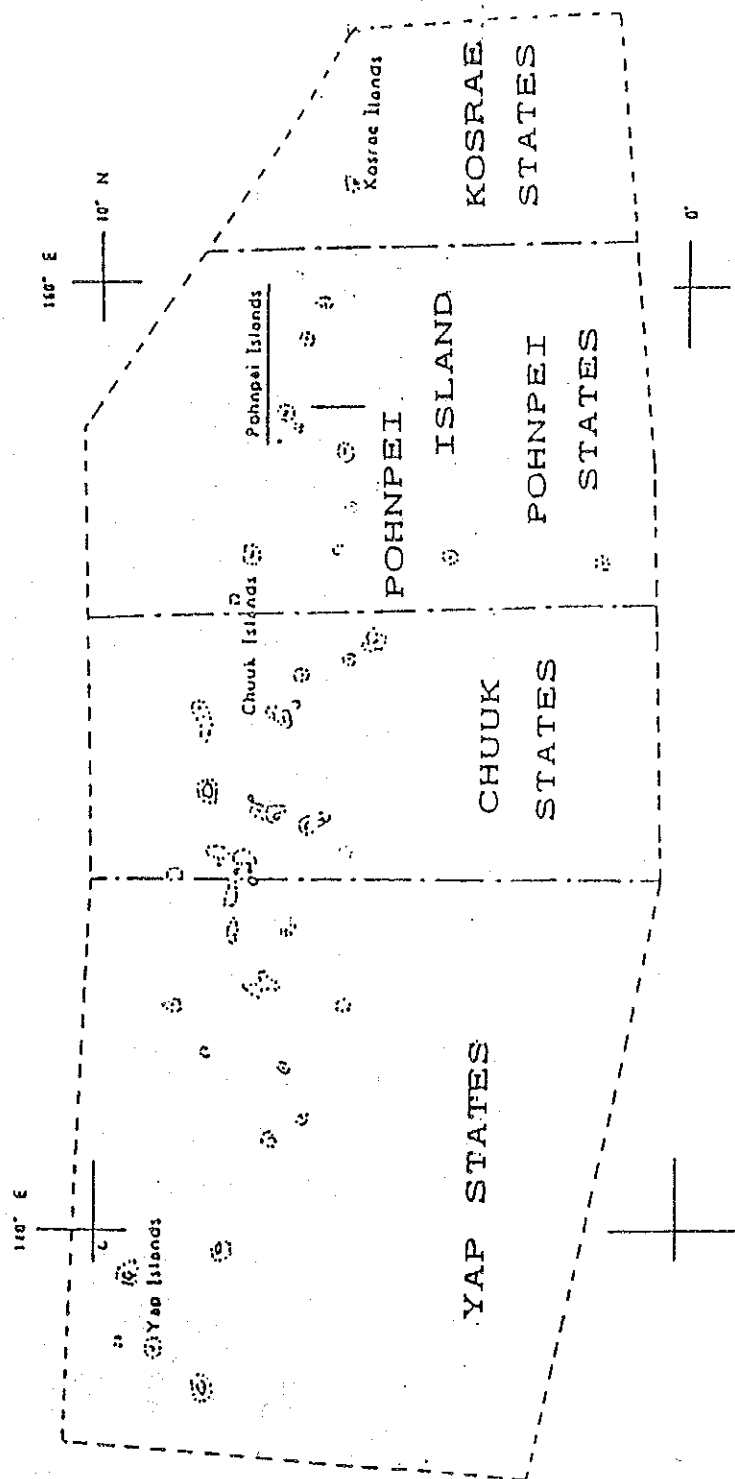 140° E
160° E
10° N
Yap Islands
Chuuk Islands
Pohnpei Islands
Kosrae Ilands
YAP STATES
CHUUK
STATES
POHNPEI
ISLAND
POHNPEI
STATES
KOSRAE
STATES
0°